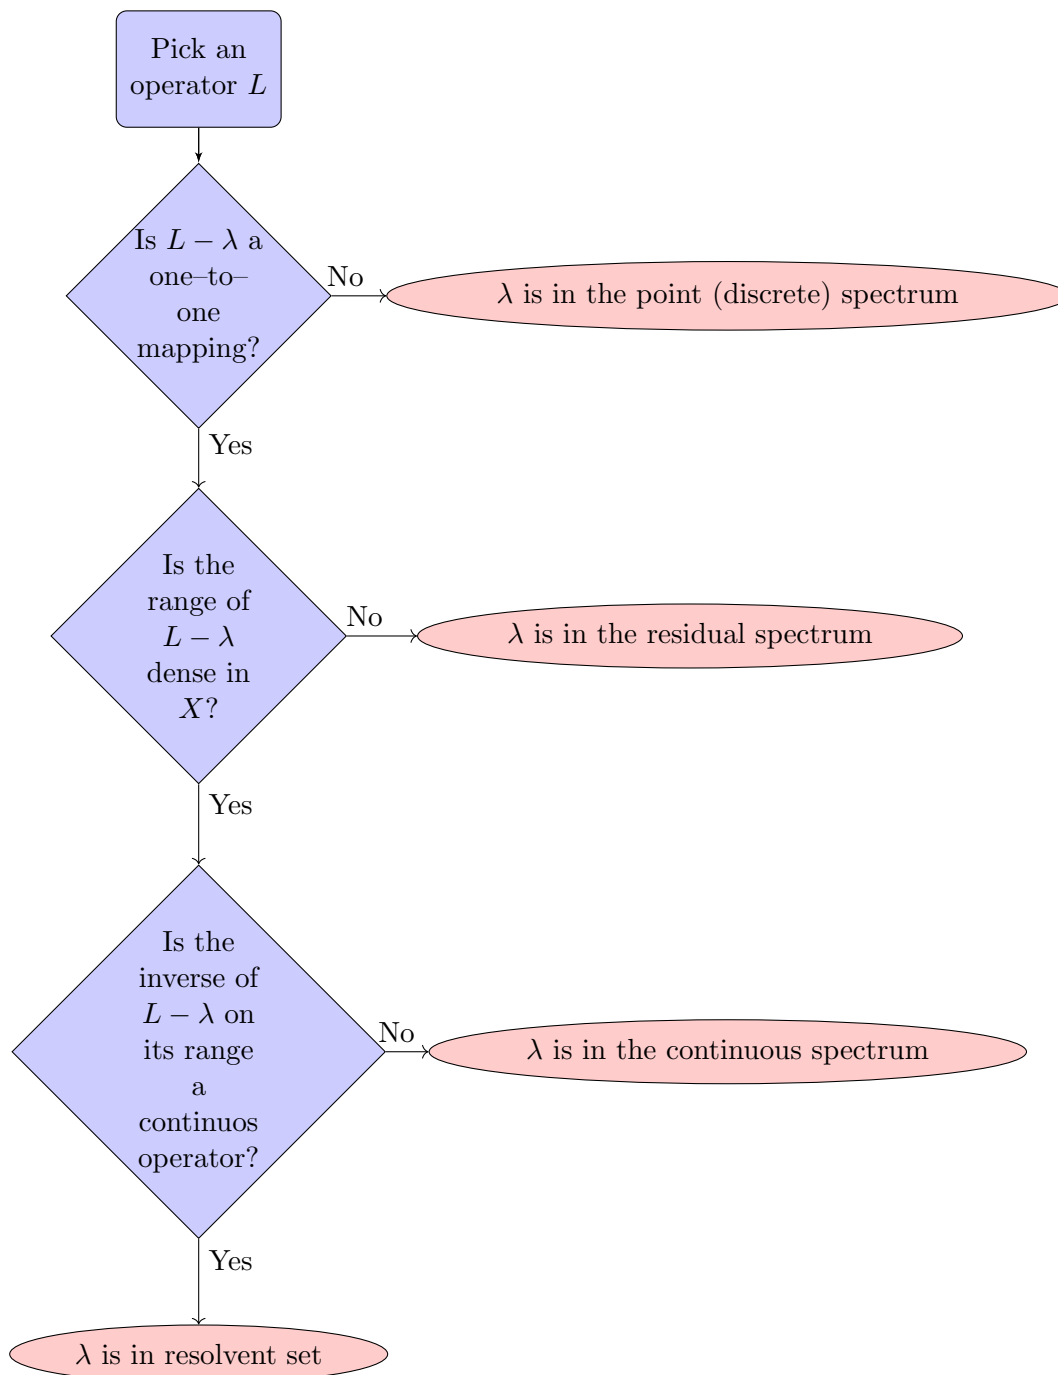 Pick an
operator L
Is L − λ a
one–to–
one
mapping?
No
λ is in the point (discrete) spectrum
Yes
Is the
range of
L − λ
dense in
X?
No
λ is in the residual spectrum
Yes
Is the
inverse of
L − λ on
its range
a
continuos
operator?
No
λ is in the continuous spectrum
Yes
λ is in resolvent set